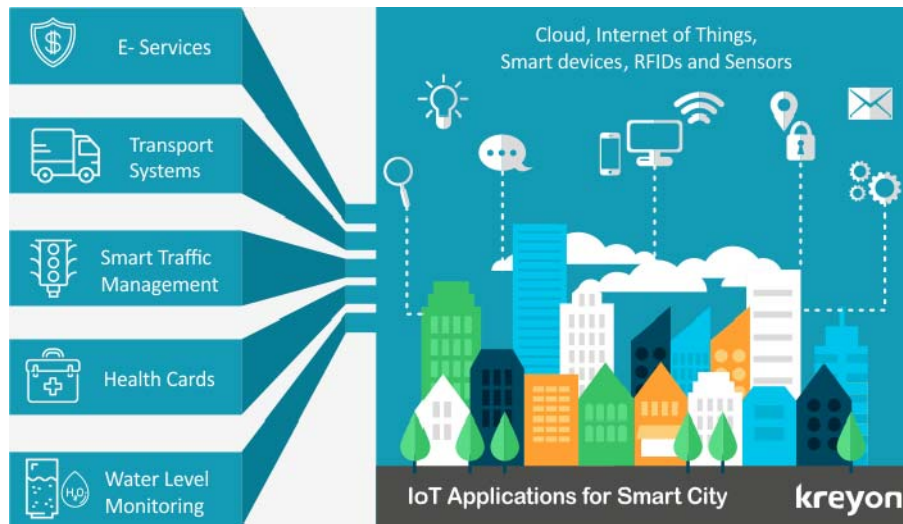 E- Services
Transport
Systems
Smart Traffic
Management
Health Cards
Water Level
Monitoring
H₂O
$
Cloud, Internet of Things,
Smart devices, RFIDs and Sensors
IoT Applications for Smart City
kreyon